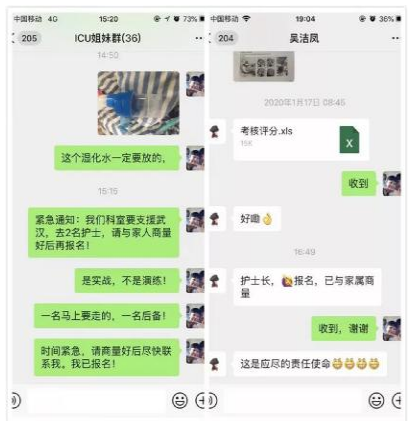 中国移动 4G 15:20 73%
205 ICU姐妹群(36)
14:50
这个湿化水一定要放的,
15:15
紧急通知:我们科室要支援武
汉,去2名护士,请与家人商量
好后再报名!
是实战,不是演练!
一名马上要走的,一名后备!
时间紧急,请商量好后尽快联
系我。我已报名!
中国移动 19:04 36%
204 吴洁凤
2020年1月17日 08:45
考核评分.xls
15K
X
收到
好嘞👌
16:49
护士长,🙋报名,已与家属商
量
收到,谢谢
这是应尽的责任使命😁😁😁😁